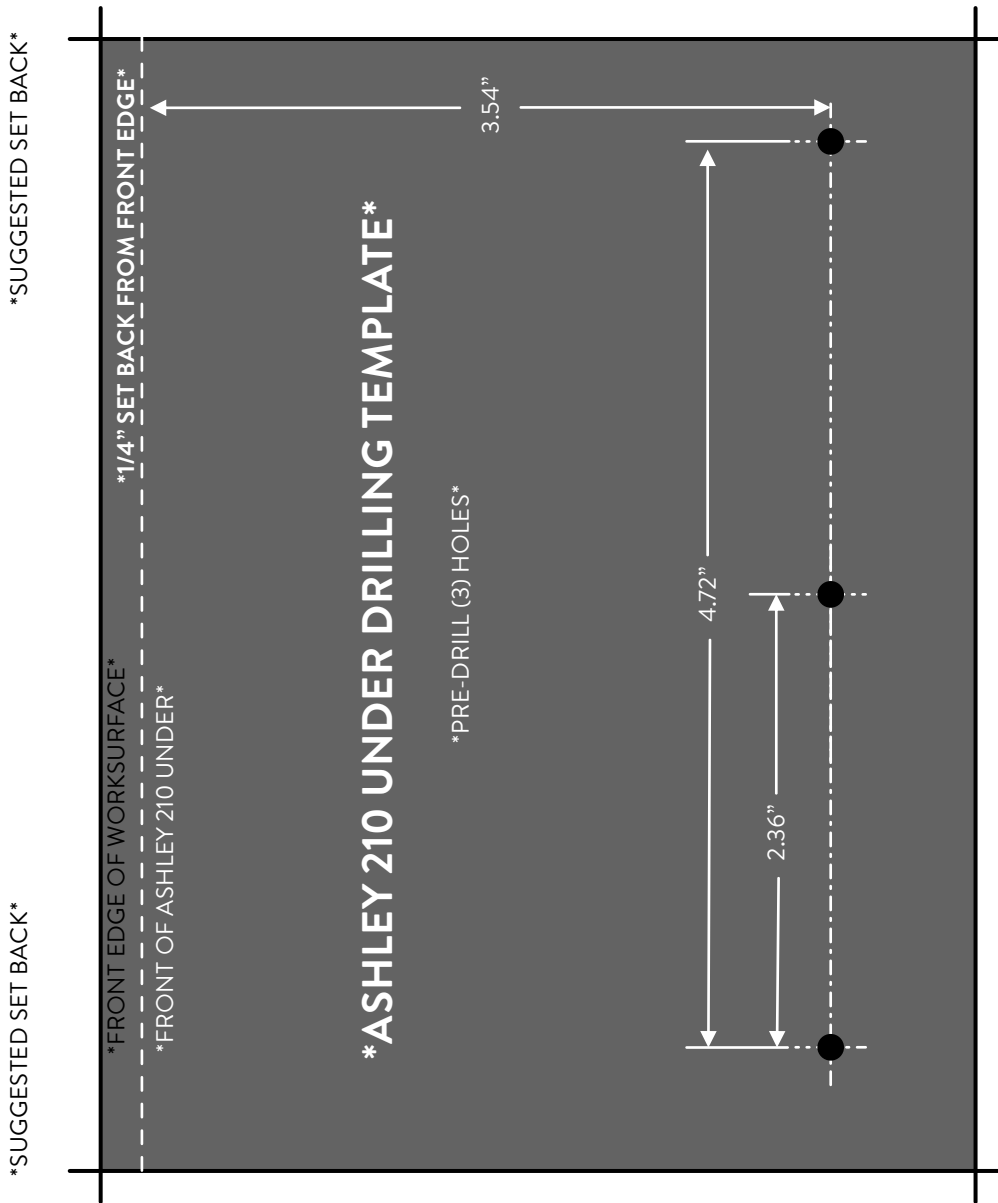 *SUGGESTED SET BACK*
*SUGGESTED SET BACK*
*1/4” SET BACK FROM FRONT EDGE*
*FRONT EDGE OF WORKSURFACE*
*FRONT OF ASHLEY 210 UNDER*
*ASHLEY 210 UNDER DRILLING TEMPLATE*
*PRE-DRILL (3) HOLES*
3.54”
4.72”
2.36”